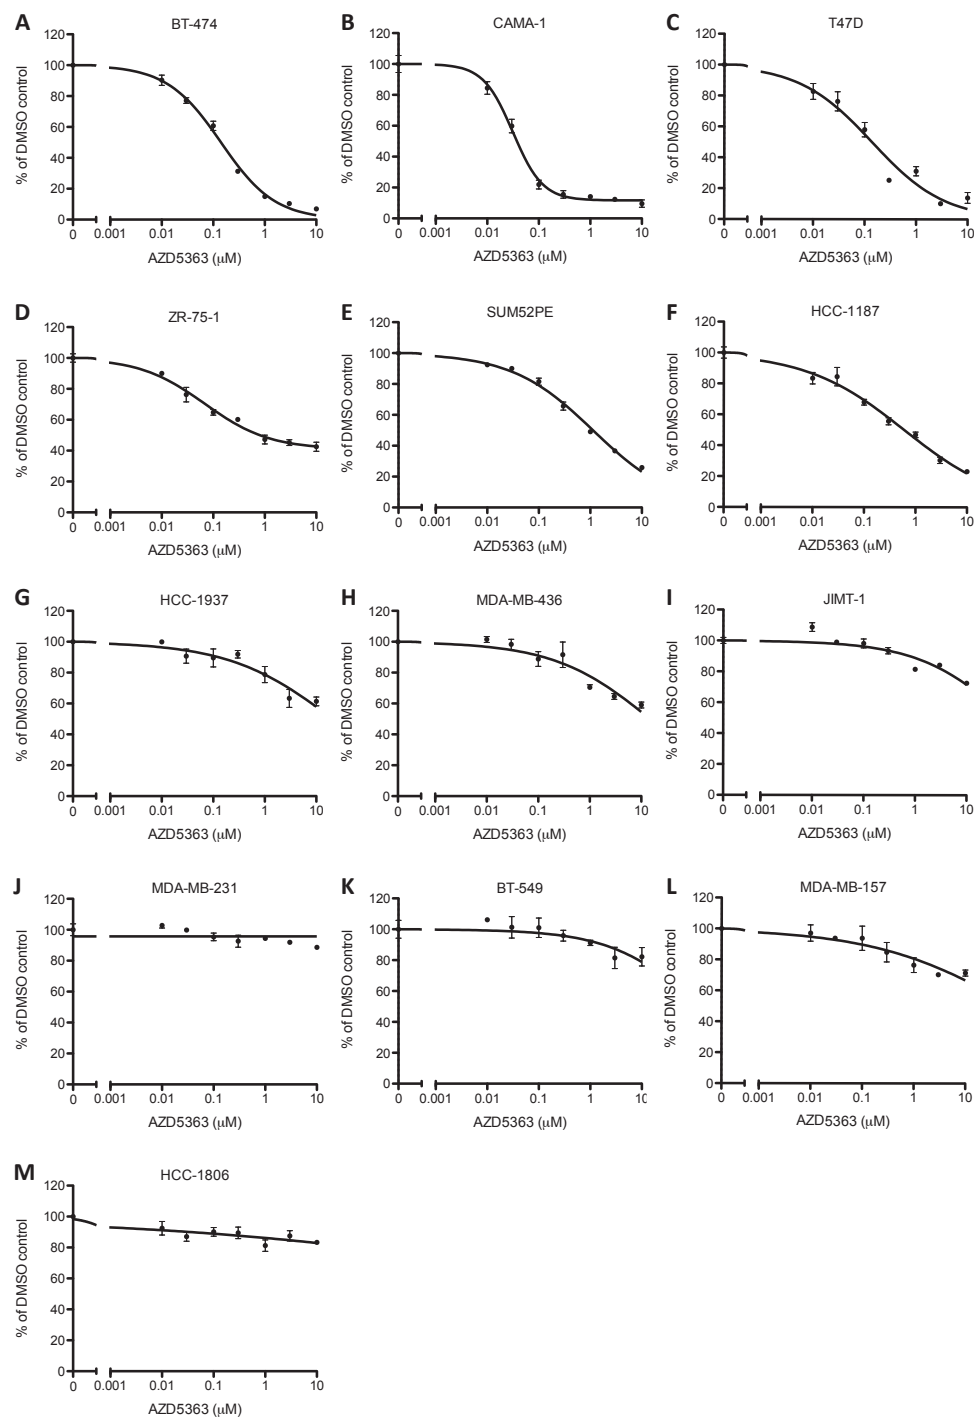 A BT-474
% of DMSO control
120
100
80
60
40
20
0
0 0.001 0.01 0.1 1 10
AZD5363 (µM)
B CAMA-1
% of DMSO control
120
100
80
60
40
20
0
0 0.001 0.01 0.1 1 10
AZD5363 (µM)
C T47D
% of DMSO control
120
100
80
60
40
20
0
0 0.001 0.01 0.1 1 10
AZD5363 (µM)
D ZR-75-1
% of DMSO control
120
100
80
60
40
20
0
0 0.001 0.01 0.1 1 10
AZD5363 (µM)
E SUM52PE
% of DMSO control
120
100
80
60
40
20
0
0 0.001 0.01 0.1 1 10
AZD5363 (µM)
F HCC-1187
% of DMSO control
120
100
80
60
40
20
0
0 0.001 0.01 0.1 1 10
AZD5363 (µM)
G HCC-1937
% of DMSO control
120
100
80
60
40
20
0
0 0.001 0.01 0.1 1 10
AZD5363 (µM)
H MDA-MB-436
% of DMSO control
120
100
80
60
40
20
0
0 0.001 0.01 0.1 1 10
AZD5363 (µM)
I JIMT-1
% of DMSO control
120
100
80
60
40
20
0
0 0.001 0.01 0.1 1 10
AZD5363 (µM)
J MDA-MB-231
% of DMSO control
120
100
80
60
40
20
0
0 0.001 0.01 0.1 1 10
AZD5363 (µM)
K BT-549
% of DMSO control
120
100
80
60
40
20
0
0 0.001 0.01 0.1 1 10
AZD5363 (µM)
L MDA-MB-157
% of DMSO control
120
100
80
60
40
20
0
0 0.001 0.01 0.1 1 10
AZD5363 (µM)
M HCC-1806
% of DMSO control
120
100
80
60
40
20
0
0 0.001 0.01 0.1 1 10
AZD5363 (µM)